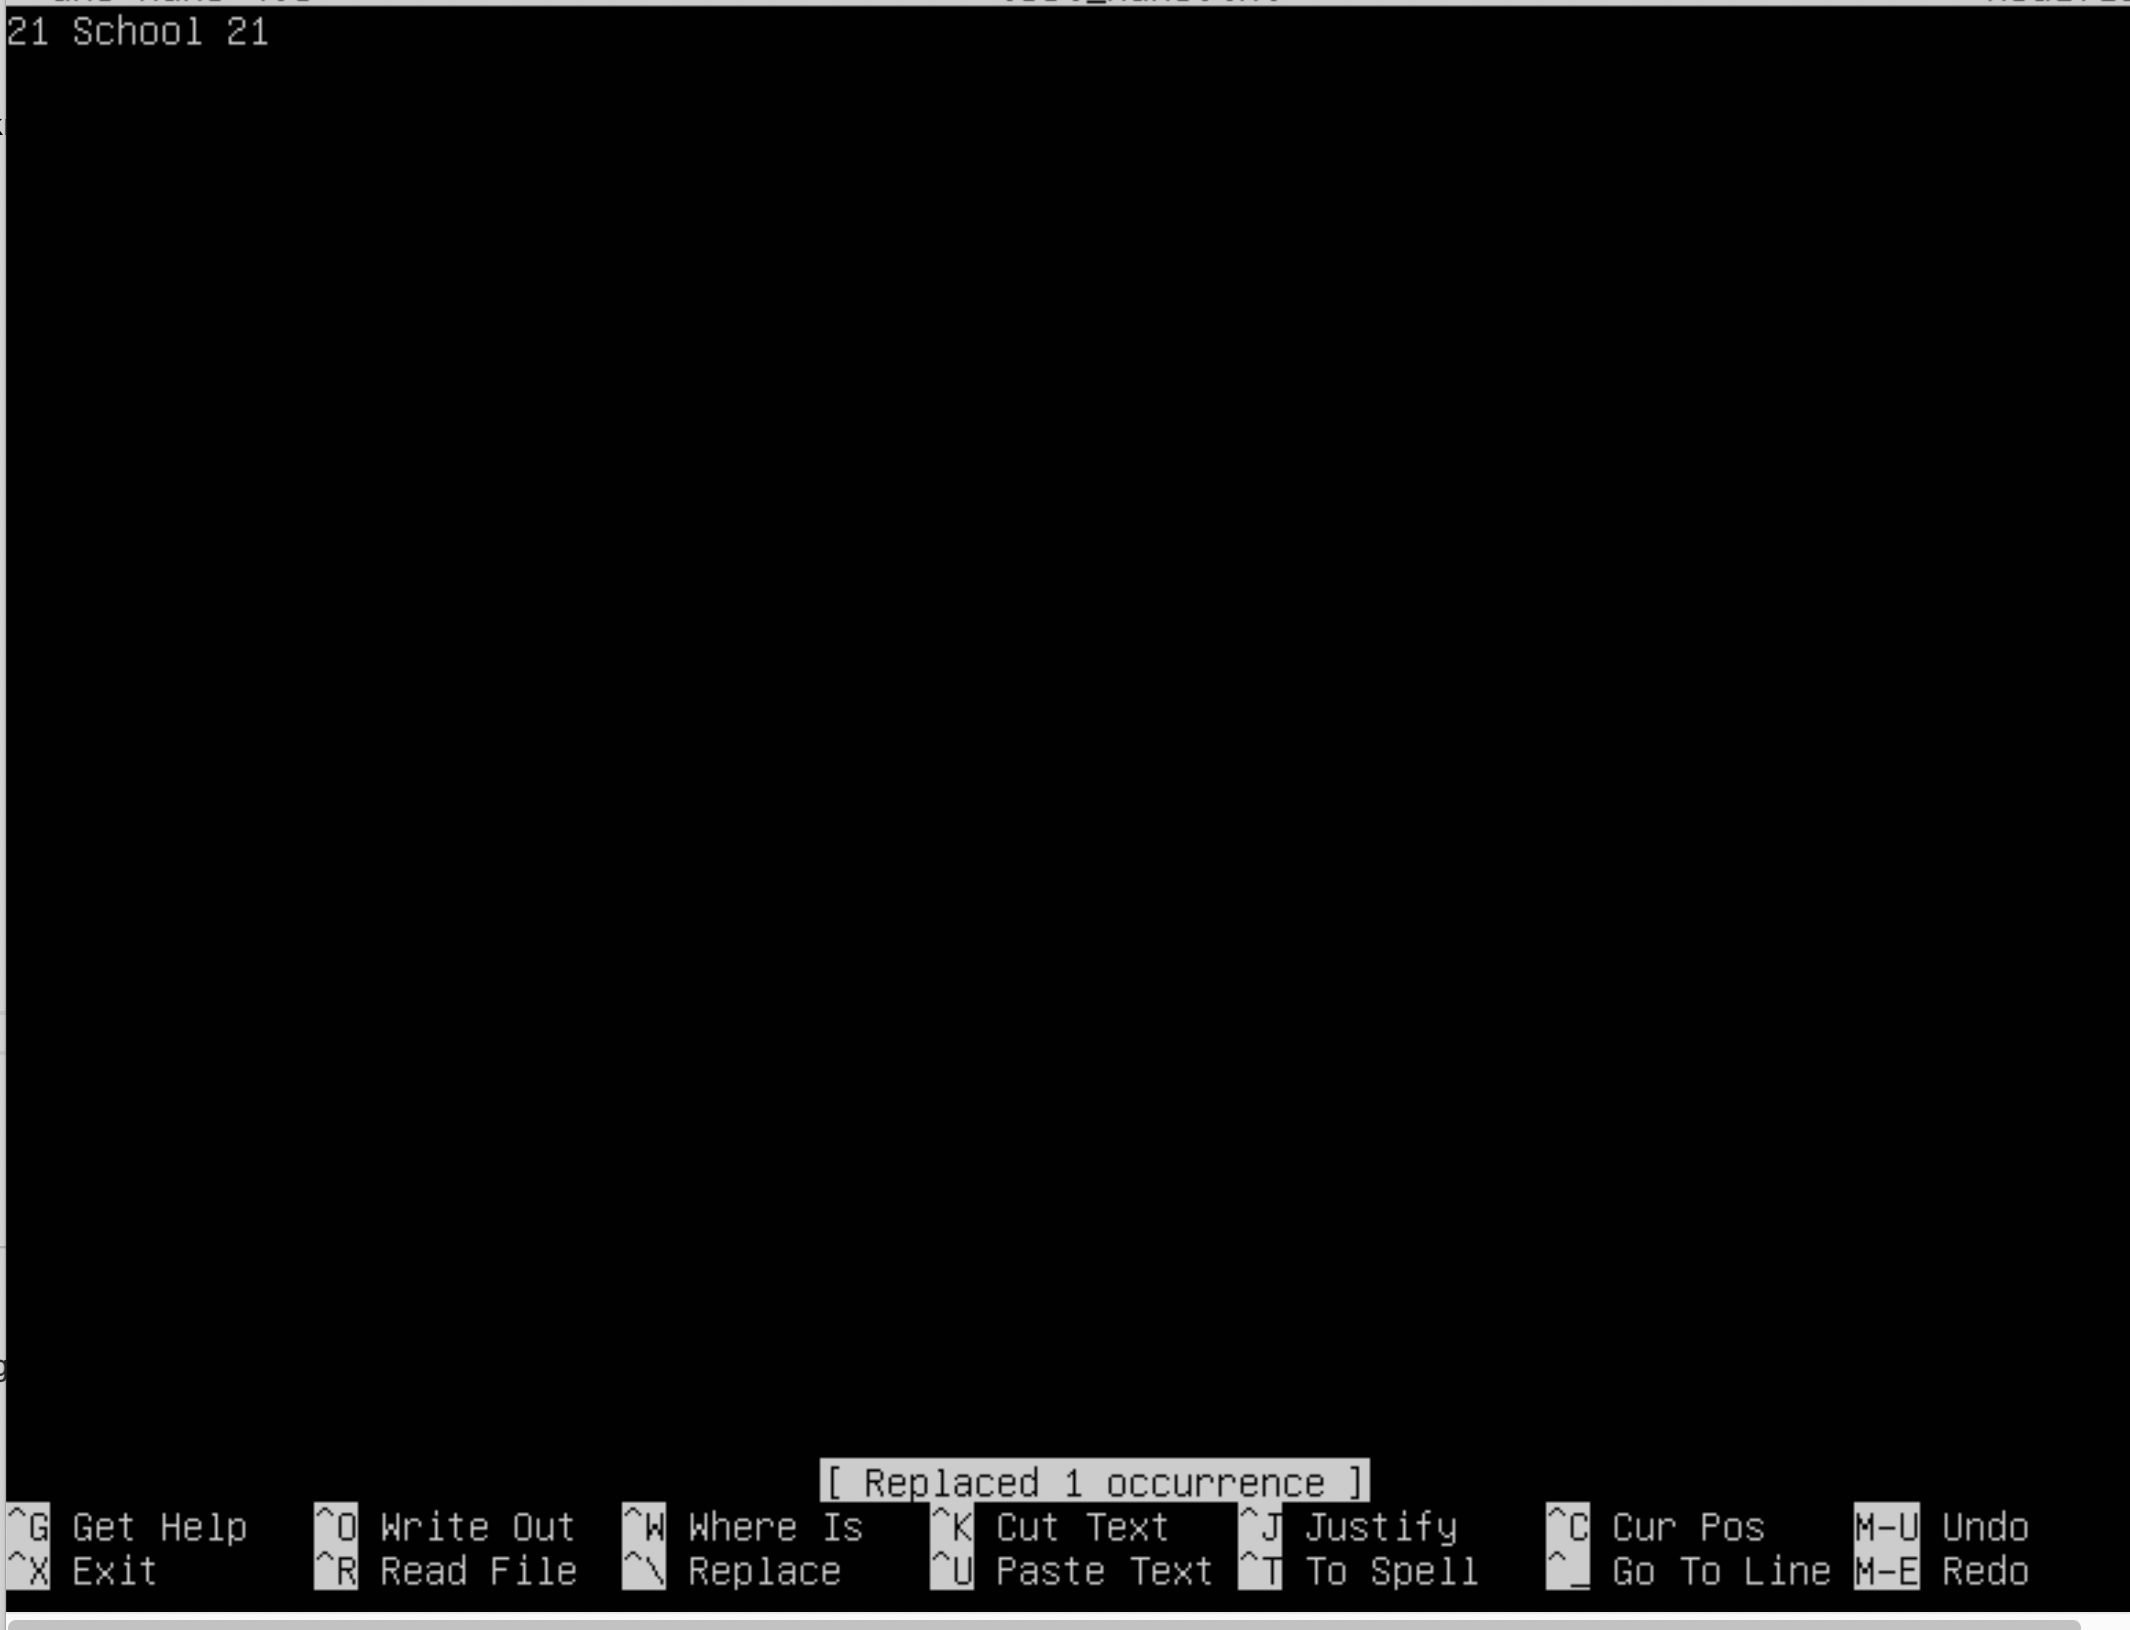 21 School 21
[ Replaced 1 occurrence ]
^G Get Help ^O Write Out ^W Where Is ^K Cut Text ^J Justify ^C Cur Pos M-U Undo
^X Exit ^R Read File ^\ Replace ^U Paste Text ^T To Spell ^_ Go To Line M-E Redo